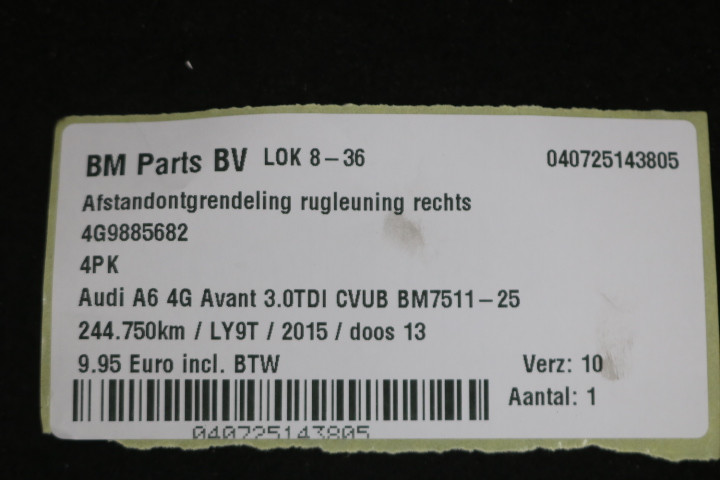 BM Parts BV LOK 8-36 040725143805
Afstandontgrendeling rugleuning rechts
4G9885682
4PK
Audi A6 4G Avant 3.0TDI CVUB BM7511-25
244.750km / LY9T / 2015 / doos 13
9.95 Euro incl. BTW Verz: 10
Aantal: 1
040725143805